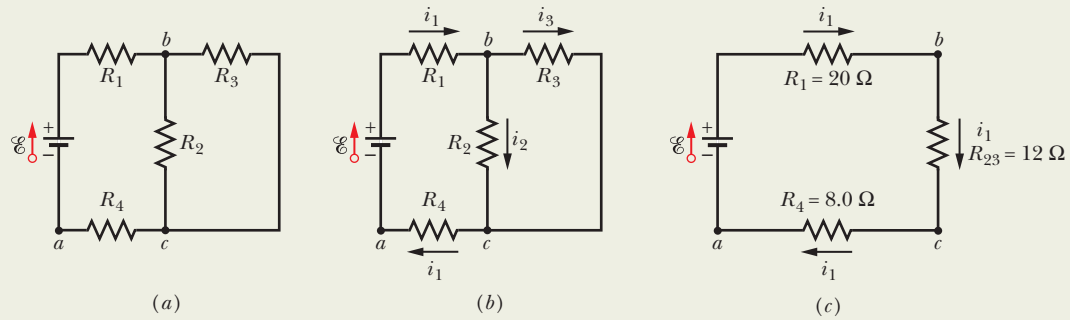 i₁
b
R₁
R₃
+
ℰ
−
R₂
R₄
a
c
(a)
i₁
i₃
b
R₁
R₃
+
ℰ
−
R₂
i₂
R₄
a
c
i₁
(b)
i₁
b
R₁ = 20 Ω
+
ℰ
−
i₁
R₂₃ = 12 Ω
R₄ = 8.0 Ω
a
c
i₁
(c)